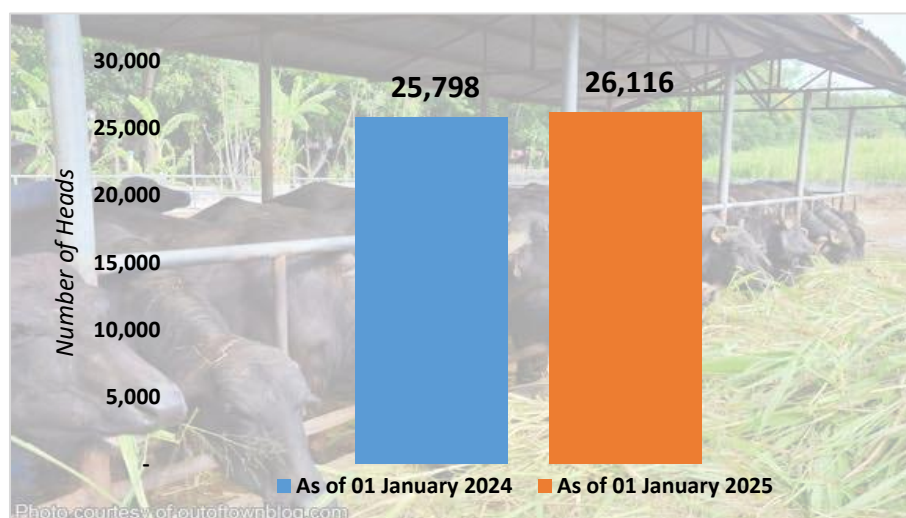 30,000
25,000
20,000
15,000
10,000
5,000
-
Number of Heads
25,798
26,116
As of 01 January 2024
As of 01 January 2025
Photo courtesy of outoftownblog.com